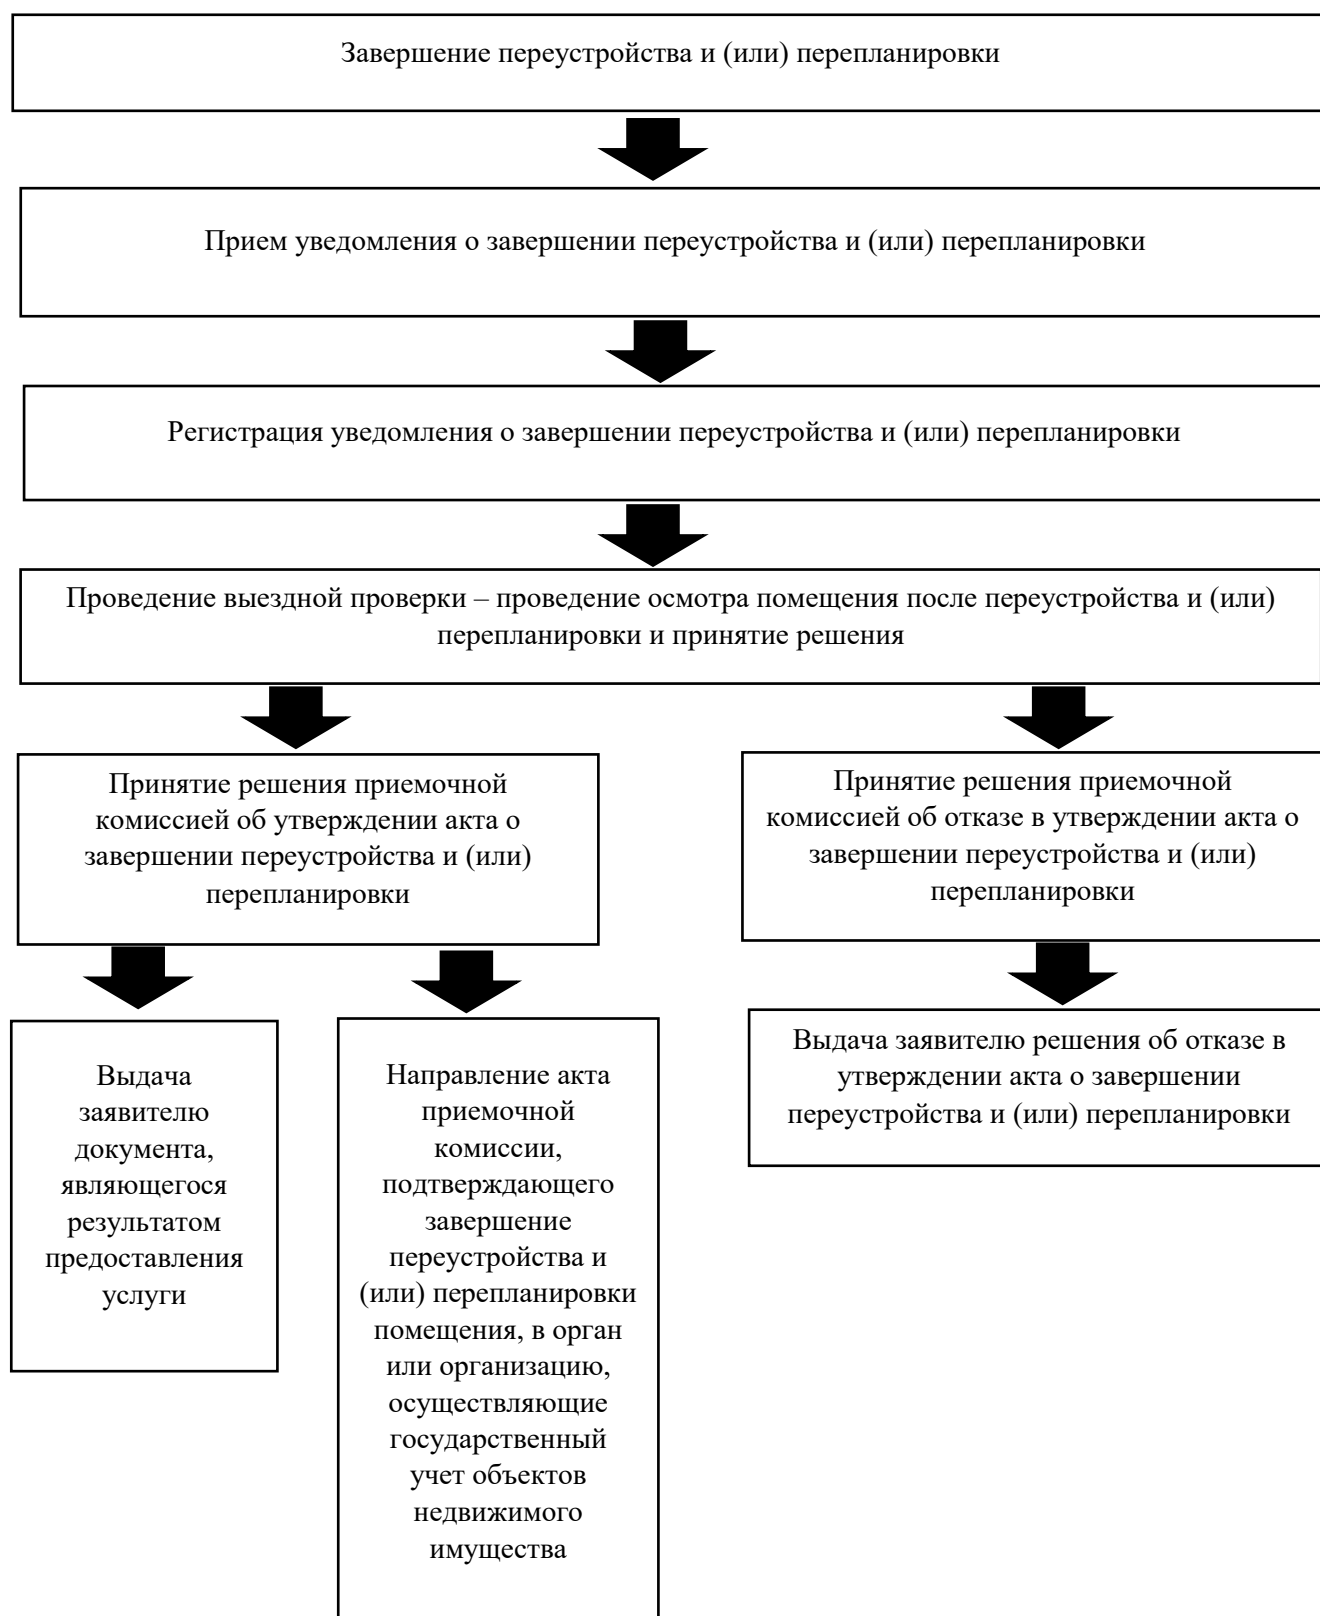 Завершение переустройства и (или) перепланировки
Прием уведомления о завершении переустройства и (или) перепланировки
Регистрация уведомления о завершении переустройства и (или) перепланировки
Проведение выездной проверки – проведение осмотра помещения после переустройства и (или)
перепланировки и принятие решения
Принятие решения приемочной
комиссией об утверждении акта о
завершении переустройства и (или)
перепланировки
Принятие решения приемочной
комиссией об отказе в утверждении акта о
завершении переустройства и (или)
перепланировки
Выдача
заявителю
документа,
являющегося
результатом
предоставления
услуги
Направление акта
приемочной
комиссии,
подтверждающего
завершение
переустройства и
(или) перепланировки
помещения, в орган
или организацию,
осуществляющие
государственный
учет объектов
недвижимого
имущества
Выдача заявителю решения об отказе в
утверждении акта о завершении
переустройства и (или) перепланировки